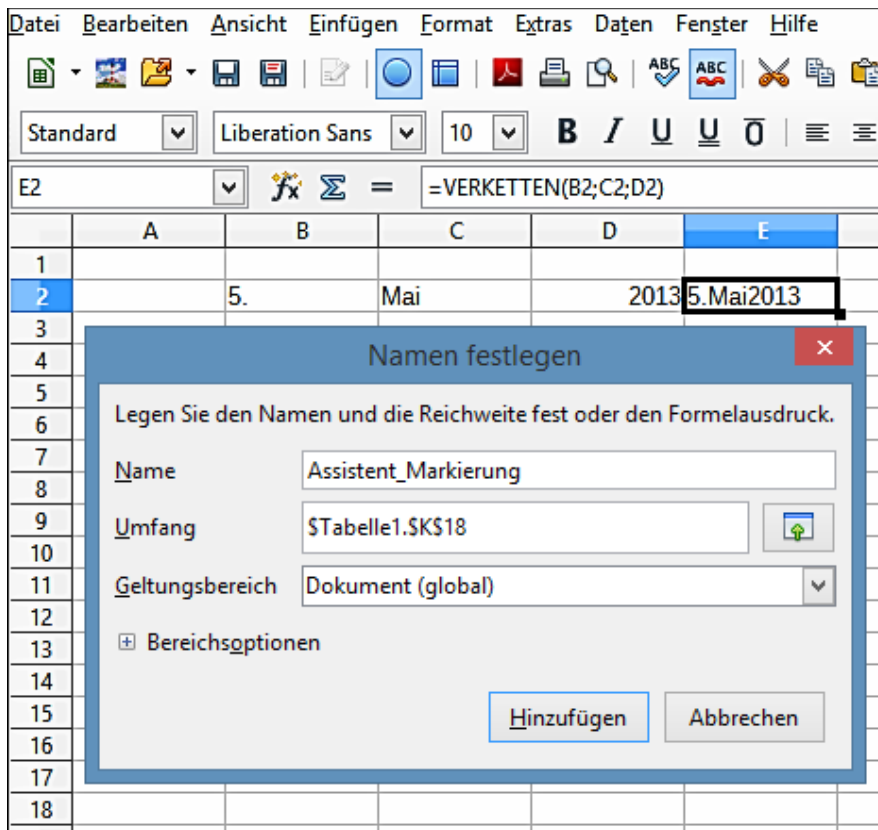 Datei Bearbeiten Ansicht Einfügen Format Extras Daten Fenster Hilfe
ABC ABC
Standard Liberation Sans 10 B I U U O
E2 fx Σ = =VERKETTEN(B2;C2;D2)
A B C D E
1
2 5. Mai 2013 5.Mai2013
3
Namen festlegen
4
5
Legen Sie den Namen und die Reichweite fest oder den Formelausdruck.
6
7
Name Assistent_Markierung
8
9
Umfang $Tabelle1.$K$18
10
11
Geltungsbereich Dokument (global)
12
13
Bereichsoptionen
14
15
Hinzufügen Abbrechen
16
17
18